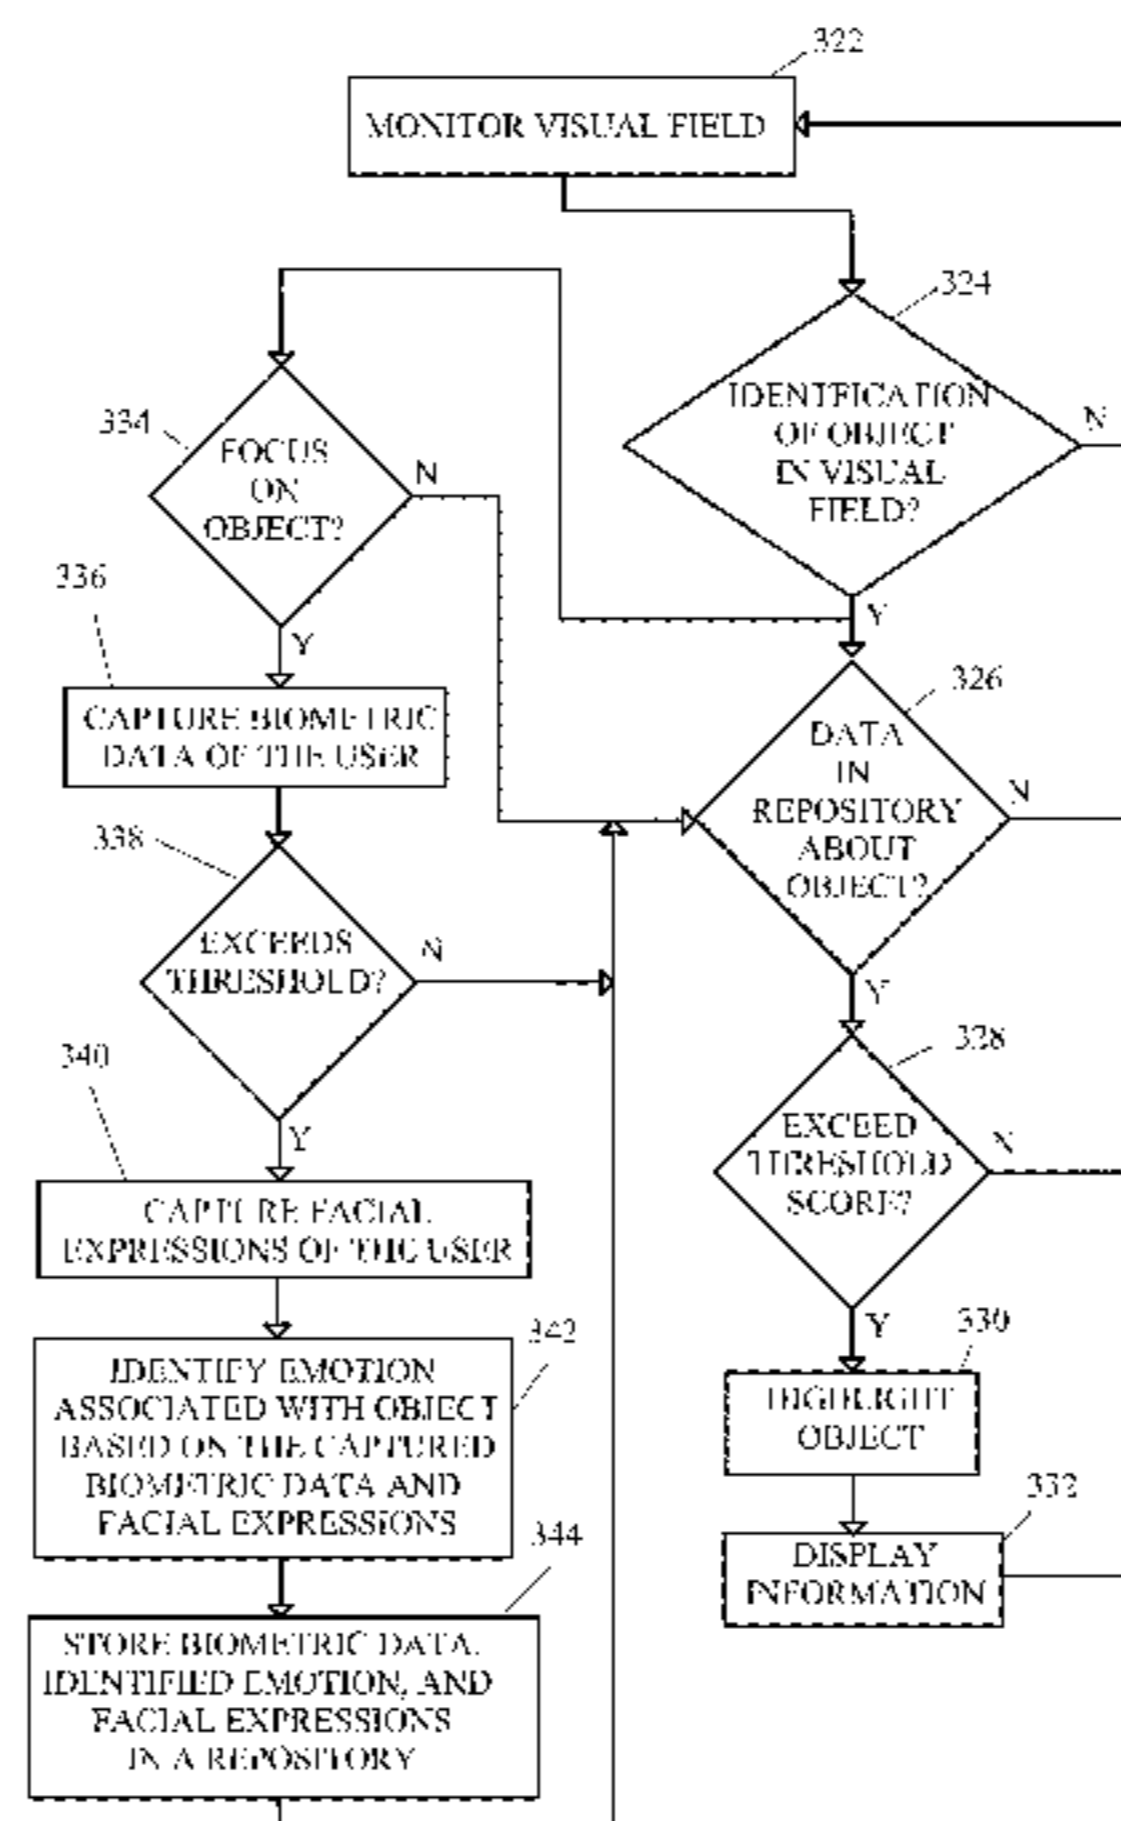 322
MONITOR VISUAL FIELD
324
IDENTFICATION
OF OBJECT
IN VISUAL
FIELD?
N
Y
334
FOCUS
ON
OBJECT?
N
Y
336
CAPTURE BIOMETRIC
DATA OF THE USER
326
DATA
IN
REPOSITORY
ABOUT
OBJECT?
N
Y
338
EXCEEDS
THRESHOLD?
N
Y
328
EXCEED
THRESHOLD
SCORE?
N
Y
340
CAPTURE FACIAL
EXPRESSIONS OF THE USER
330
HIGHLIGHT
OBJECT
342
IDENTIFY EMOTION
ASSOCIATED WITH OBJECT
BASED ON THE CAPTURED
BIOMETRIC DATA AND
FACIAL EXPRESSIONS
332
DISPLAY
INFORMATION
344
STORE BIOMETRIC DATA,
IDENTIFIED EMOTION, AND
FACIAL EXPRESSIONS
IN A REPOSITORY